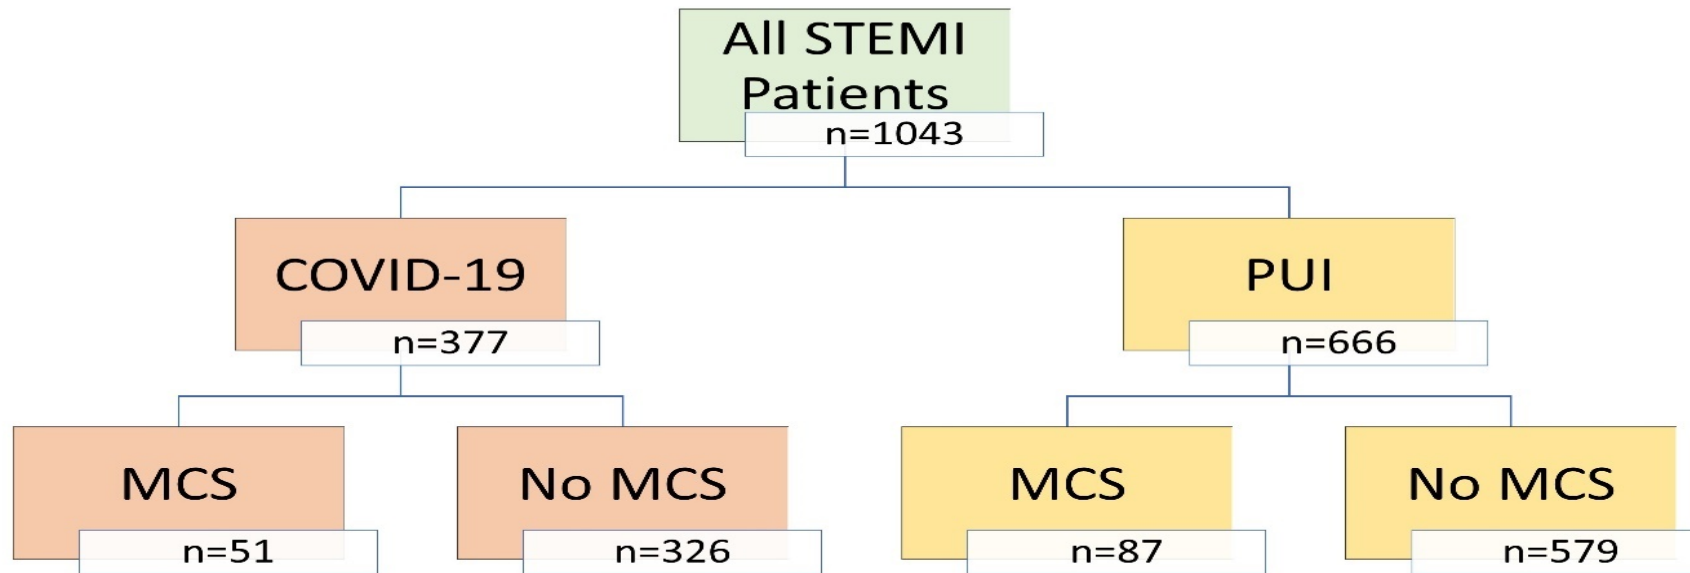 All STEMI
Patients
n=1043
COVID-19
n=377
PUI
n=666
MCS
n=51
No MCS
n=326
MCS
n=87
No MCS
n=579